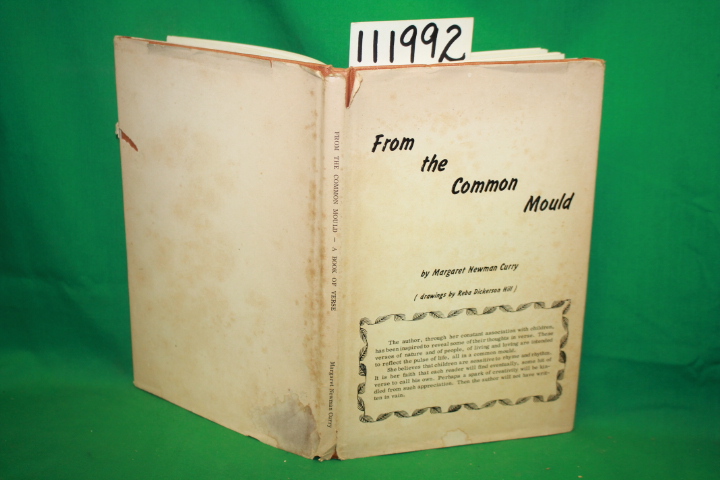 111992
FROM THE COMMON MOULD — A BOOK OF VERSE
Margaret Newman Curry
From
the
Common
Mould
by Margaret Newman Curry
[ drawings by Reba Dickerson Hill ]
The author, through her constant association with children,
has been inspired to reveal some of their thoughts in verse. These
verses of nature and of people, of living and loving are intended
to reflect the pulse of life, all in a common mould.
She believes that children are sensitive to rhyme and rhythm.
It is her faith that each reader will find eventually, some bit of
verse to call his own. Perhaps a spark of creativity will be kin-
dled from such appreciation. Then the author will not have writ-
ten in vain.